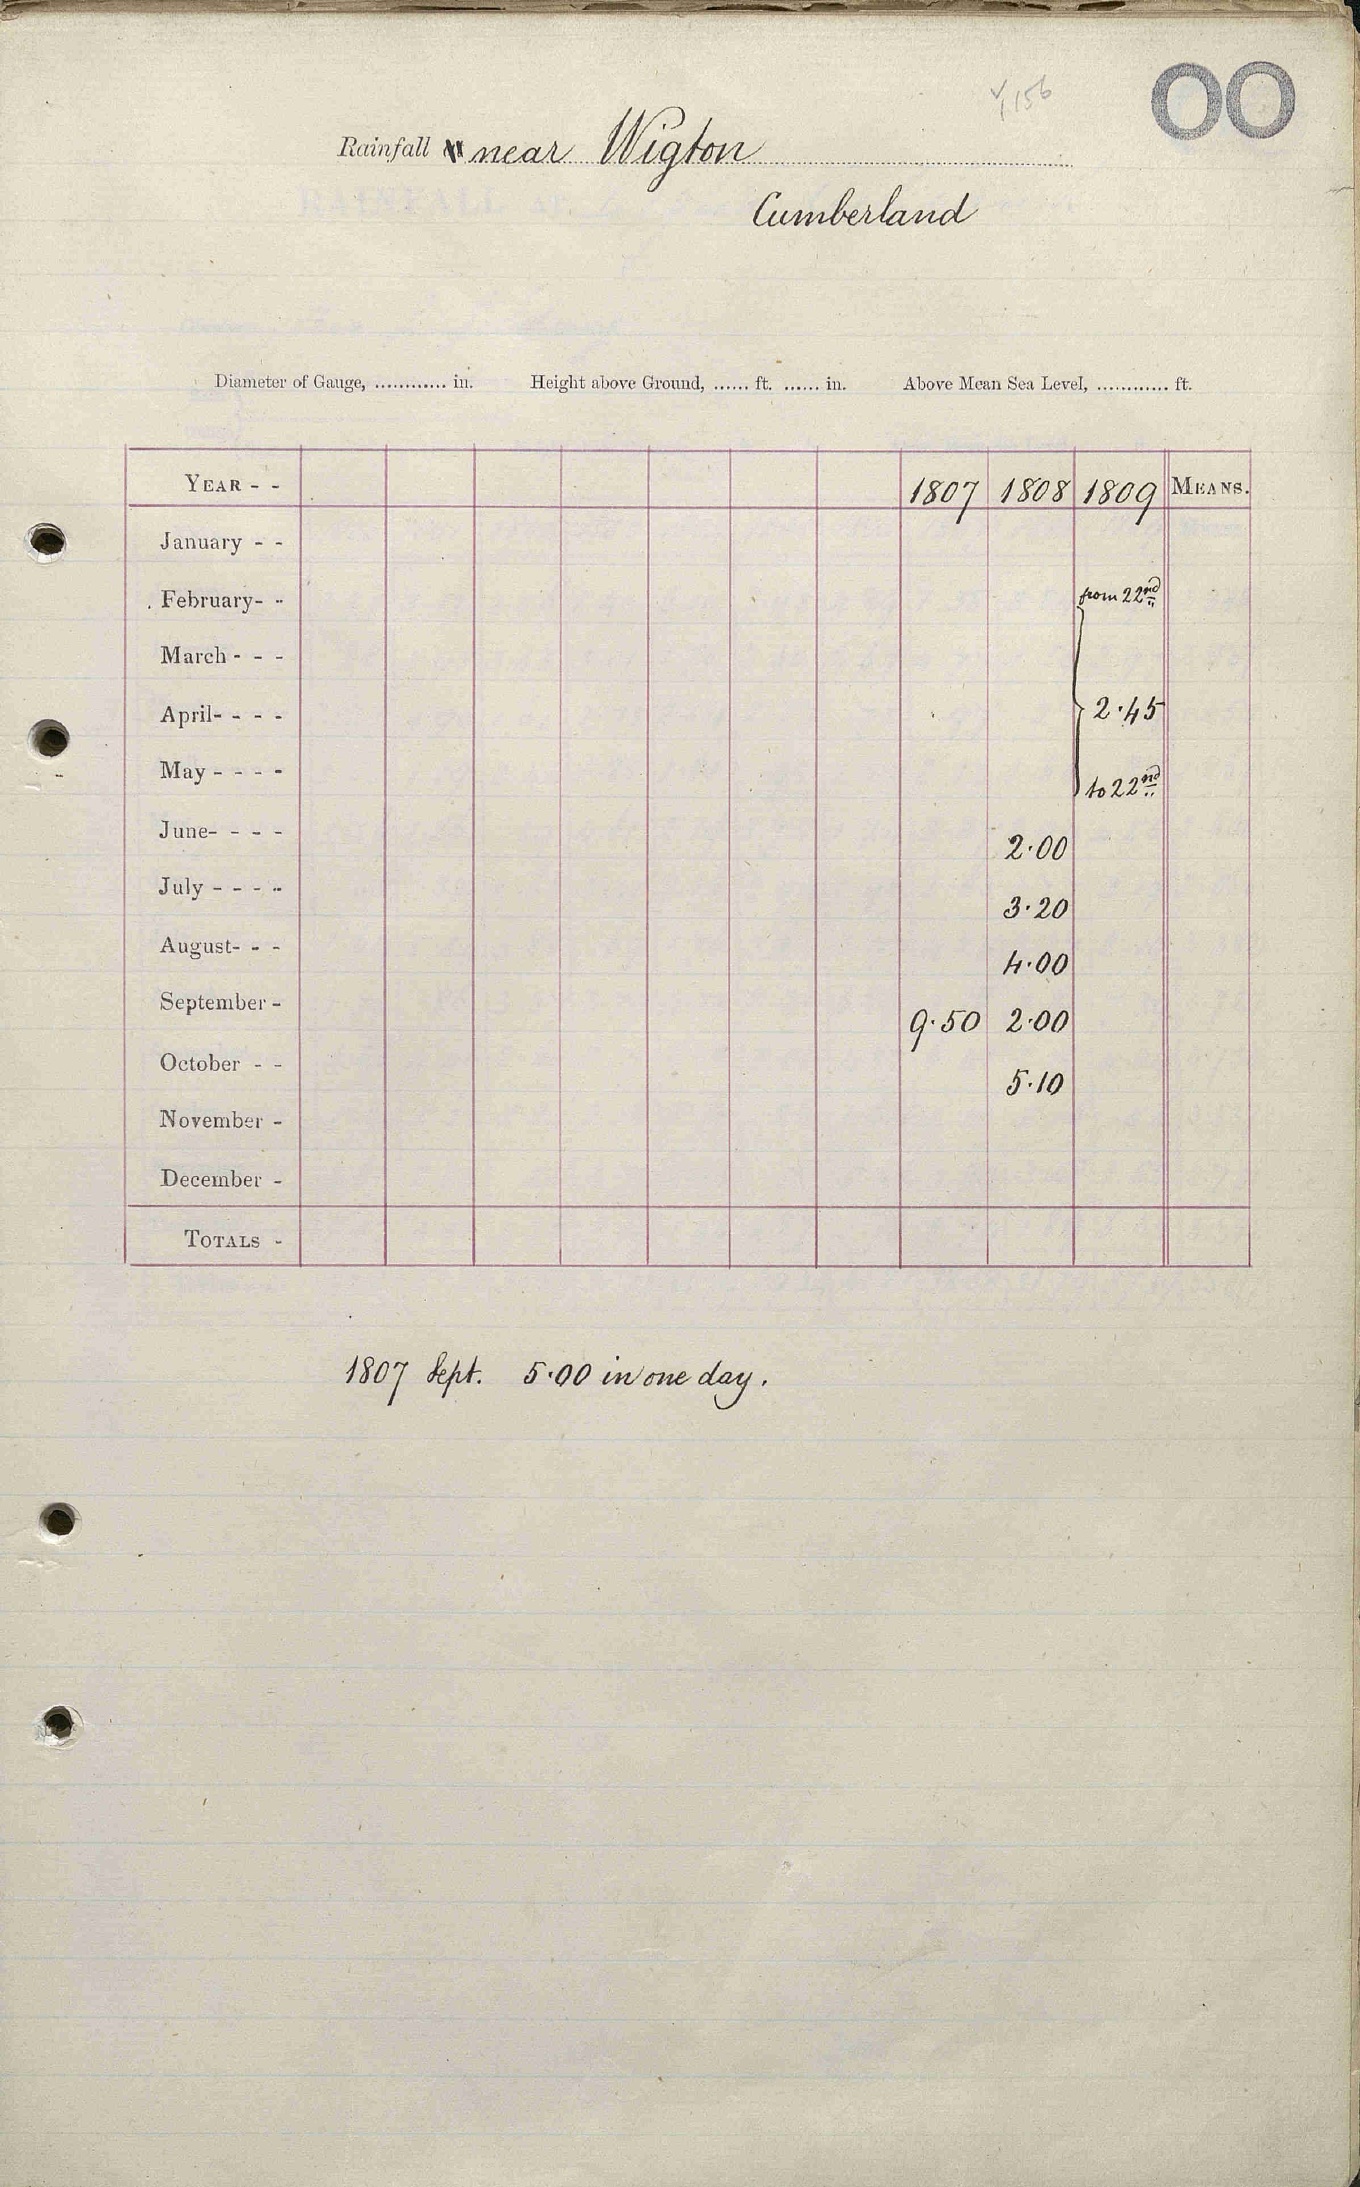 OO
Rainfall near Wigton
Cumberland
Diameter of Gauge, ............ in. Height above Ground, ...... ft. ...... in. Above Mean Sea Level, ............ ft.
YEAR - - 1807 1808 1809 MEANS.
January - -
February- - from 22nd
March - - -
April- - - - 2.45
May - - - - to 22nd
June- - - - 2.00
July - - - - 3.20
August- - - 4.00
September - 9.50 2.00
October - - 5.10
November -
December -
TOTALS -
1807 Sept. 5.00 in one day.